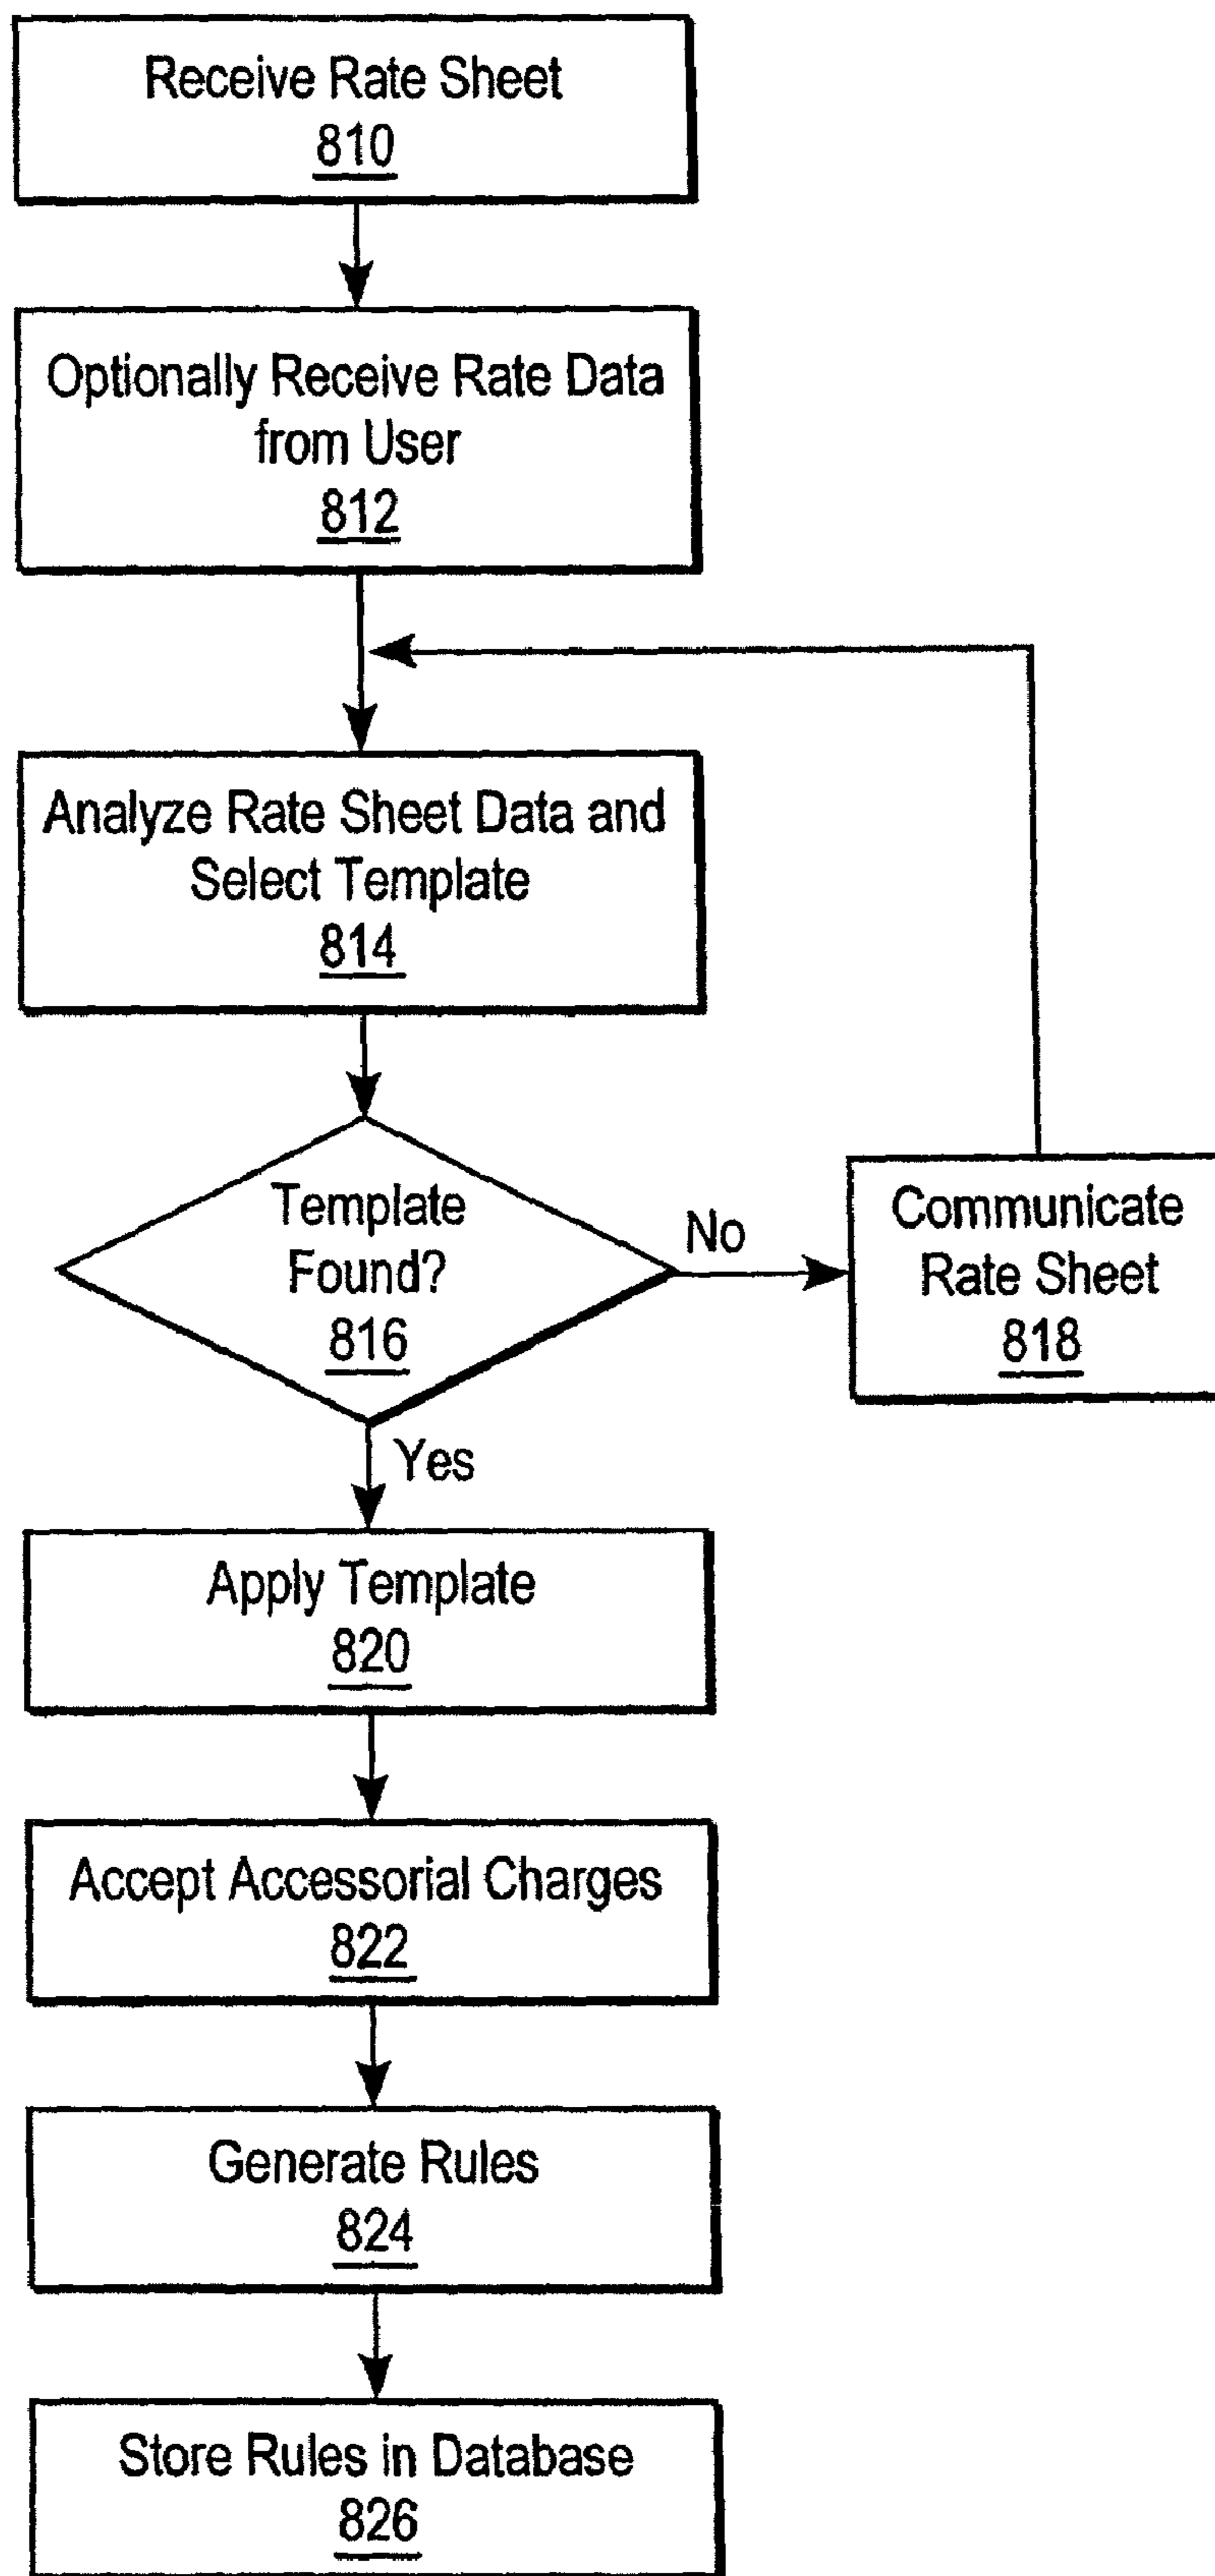 Receive Rate Sheet
810
Optionally Receive Rate Data
from User
812
Analyze Rate Sheet Data and
Select Template
814
Template
Found?
816
No
Communicate
Rate Sheet
818
Yes
Apply Template
820
Accept Accessorial Charges
822
Generate Rules
824
Store Rules in Database
826